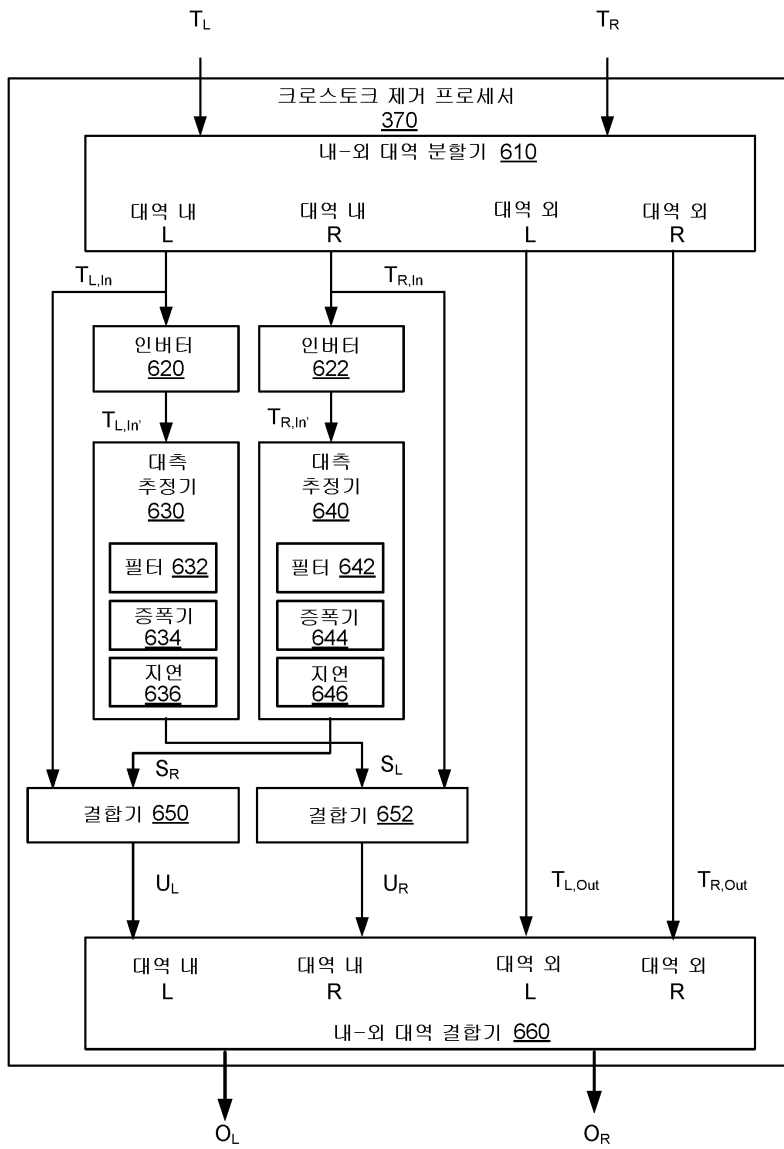 T_L T_R
크로스토크 제거 프로세서
370
내-외 대역 분할기 610
대역 내 대역 내 대역 외 대역 외
L R L R
T_L,In T_R,In
인버터 인버터
620 622
T_L,In' T_R,In'
대측 대측
추정기 추정기
630 640
필터 632 필터 642
증폭기 증폭기
634 644
지연 지연
636 646
S_R S_L
결합기 650 결합기 652
U_L U_R T_L,Out T_R,Out
대역 내 대역 내 대역 외 대역 외
L R L R
내-외 대역 결합기 660
O_L O_R